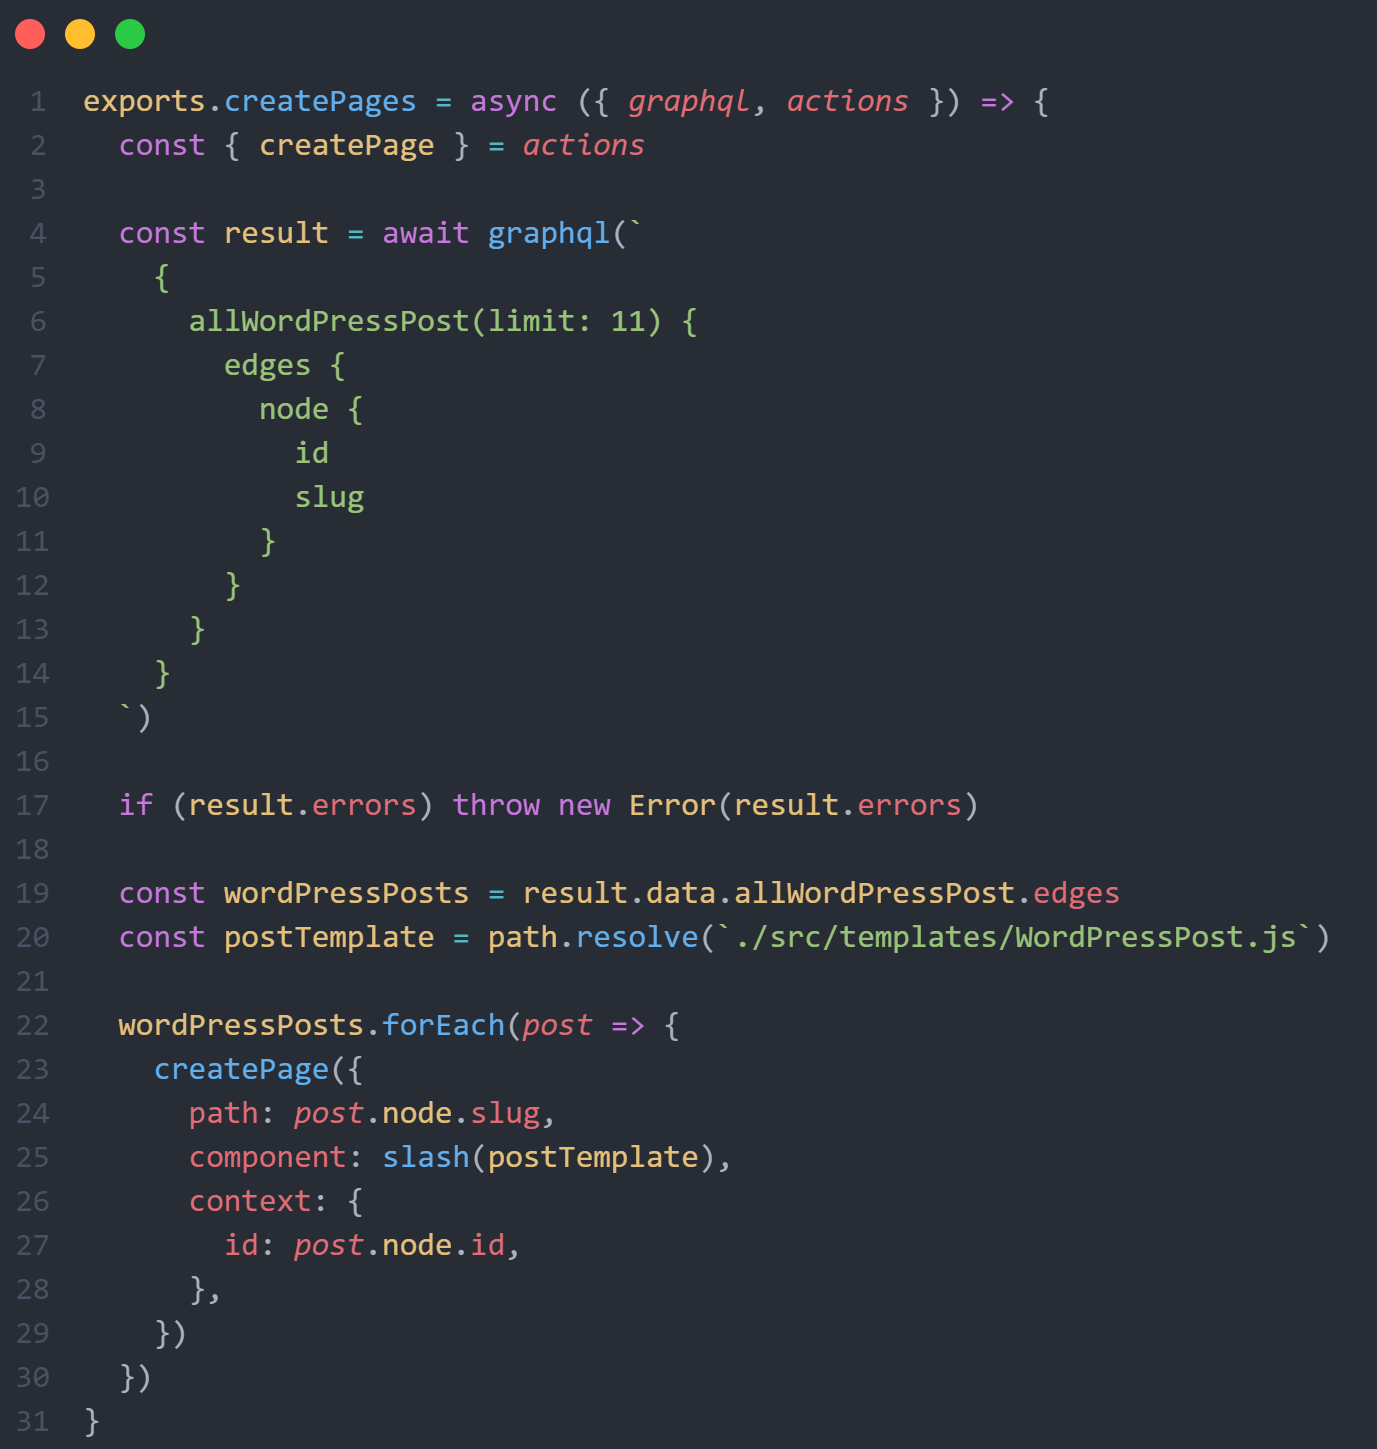 1 exports.createPages = async ({ graphql, actions }) => {
2   const { createPage } = actions
3
4   const result = await graphql(`
5     {
6       allWordPressPost(limit: 11) {
7         edges {
8           node {
9             id
10            slug
11          }
12        }
13      }
14    }
15  `)
16
17  if (result.errors) throw new Error(result.errors)
18
19  const wordPressPosts = result.data.allWordPressPost.edges
20  const postTemplate = path.resolve(`./src/templates/WordPressPost.js`)
21
22  wordPressPosts.forEach(post => {
23    createPage({
24      path: post.node.slug,
25      component: slash(postTemplate),
26      context: {
27        id: post.node.id,
28      },
29    })
30  })
31 }